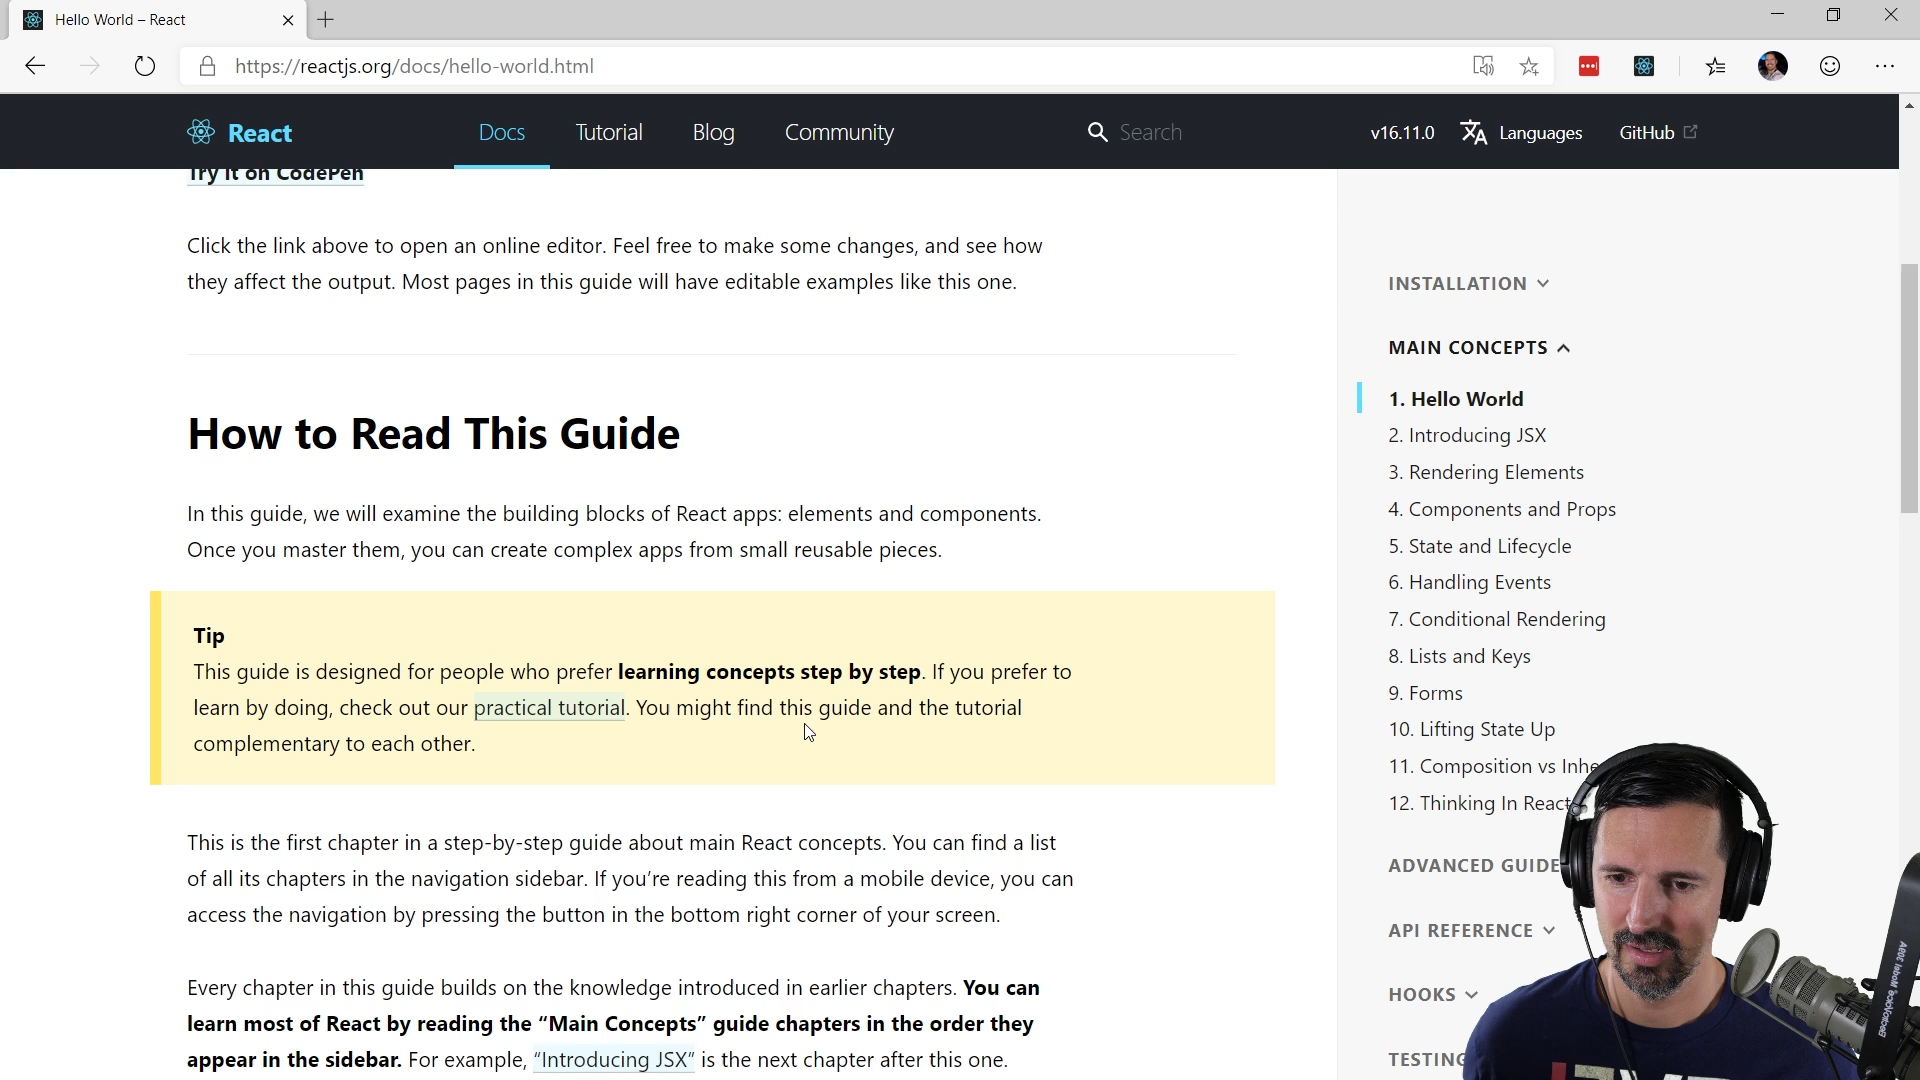 Hello World – React
https://reactjs.org/docs/hello-world.html
React
Docs
Tutorial
Blog
Community
Search
v16.11.0
Languages
GitHub
Try it on CodePen
Click the link above to open an online editor. Feel free to make some changes, and see how
they affect the output. Most pages in this guide will have editable examples like this one.
How to Read This Guide
In this guide, we will examine the building blocks of React apps: elements and components.
Once you master them, you can create complex apps from small reusable pieces.
Tip
This guide is designed for people who prefer learning concepts step by step. If you prefer to
learn by doing, check out our practical tutorial. You might find this guide and the tutorial
complementary to each other.
This is the first chapter in a step-by-step guide about main React concepts. You can find a list
of all its chapters in the navigation sidebar. If you're reading this from a mobile device, you can
access the navigation by pressing the button in the bottom right corner of your screen.
Every chapter in this guide builds on the knowledge introduced in earlier chapters. You can
learn most of React by reading the “Main Concepts” guide chapters in the order they
appear in the sidebar. For example, “Introducing JSX” is the next chapter after this one.
INSTALLATION
MAIN CONCEPTS
1. Hello World
2. Introducing JSX
3. Rendering Elements
4. Components and Props
5. State and Lifecycle
6. Handling Events
7. Conditional Rendering
8. Lists and Keys
9. Forms
10. Lifting State Up
11. Composition vs Inhe
12. Thinking In React
ADVANCED GUIDE
API REFERENCE
HOOKS
TESTING